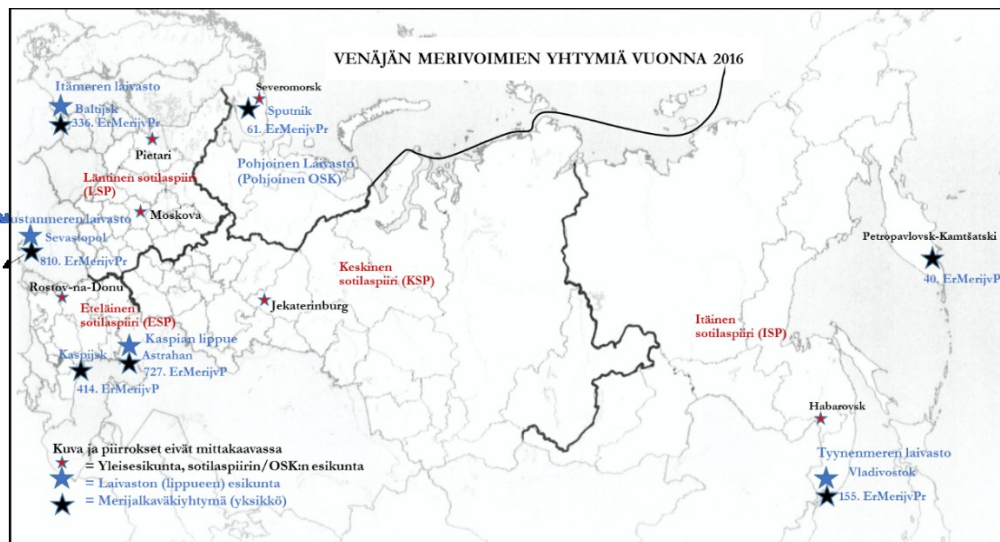 VENÄJÄN MERIVOIMIEN YHTYMIÄ VUONNA 2016
Itämeren laivasto
Baltijsk
336. ErMerijvPr
Severomorsk
Sputnik
61. ErMerijvPr
Pietari
Pohjoinen Laivasto
(Pohjoinen OSK)
Läntinen sotilaspiiri
(LSP)
Moskova
Mustanmeren laivasto
Sevastopol
810. ErMerijvPr
Rostov-na-Donu
Eteläinen
sotilaspiiri (ESP)
Keskinen
sotilaspiiri (KSP)
Jekaterinburg
Kaspian lippue
Astrahan
727. ErMerijvP
Kaspijsk
414. ErMerijvP
Petropavlovsk-Kamtšatski
40. ErMerijvP
Itäinen
sotilaspiiri (ISP)
Habarovsk
Tyynenmeren laivasto
Vladivostok
155. ErMerijvPr
Kuva ja piirrokset eivät mittakaavassa
= Yleisesikunta, sotilaspiirin/OSK:n esikunta
= Laivaston (lippueen) esikunta
= Merijalkaväkiyhtymä (yksikkö)